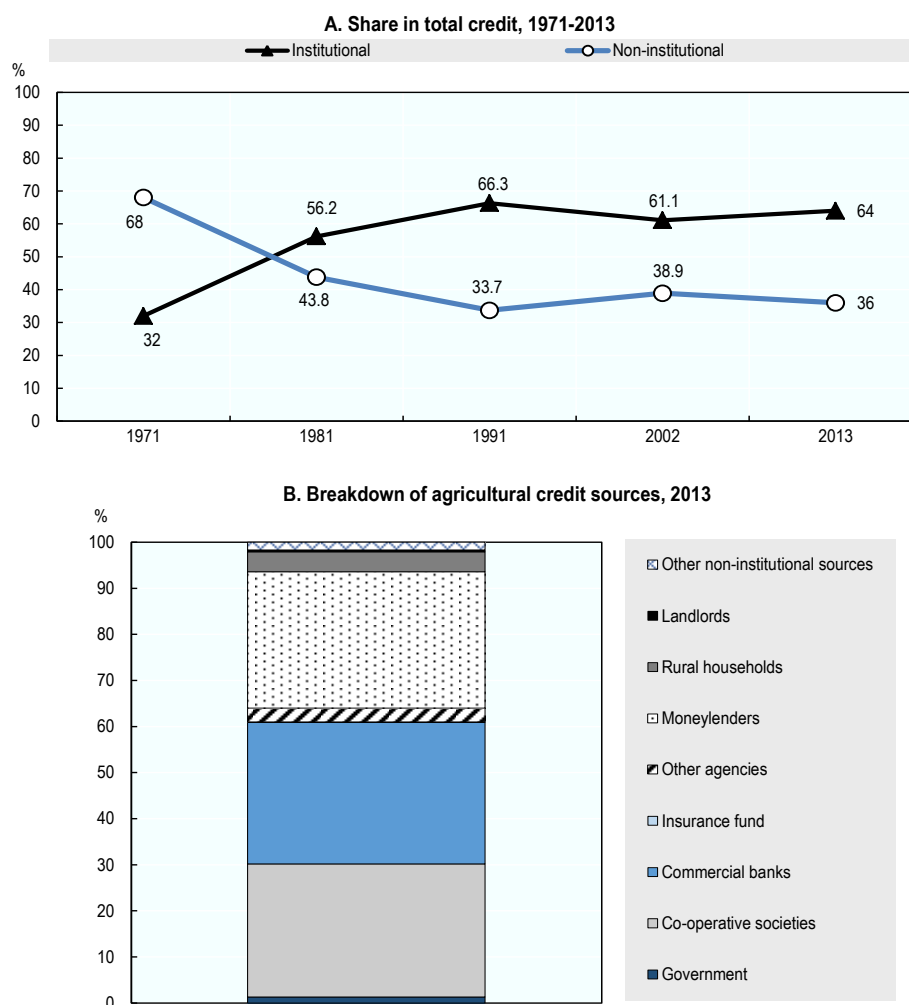 A. Share in total credit, 1971-2013
Institutional Non-institutional
%
100
90
80
70
60
50
40
30
20
10
0
68
32
56.2
43.8
66.3
33.7
61.1
38.9
64
36
1971 1981 1991 2002 2013
B. Breakdown of agricultural credit sources, 2013
%
100
90
80
70
60
50
40
30
20
10
0
Other non-institutional sources
Landlords
Rural households
Moneylenders
Other agencies
Insurance fund
Commercial banks
Co-operative societies
Government